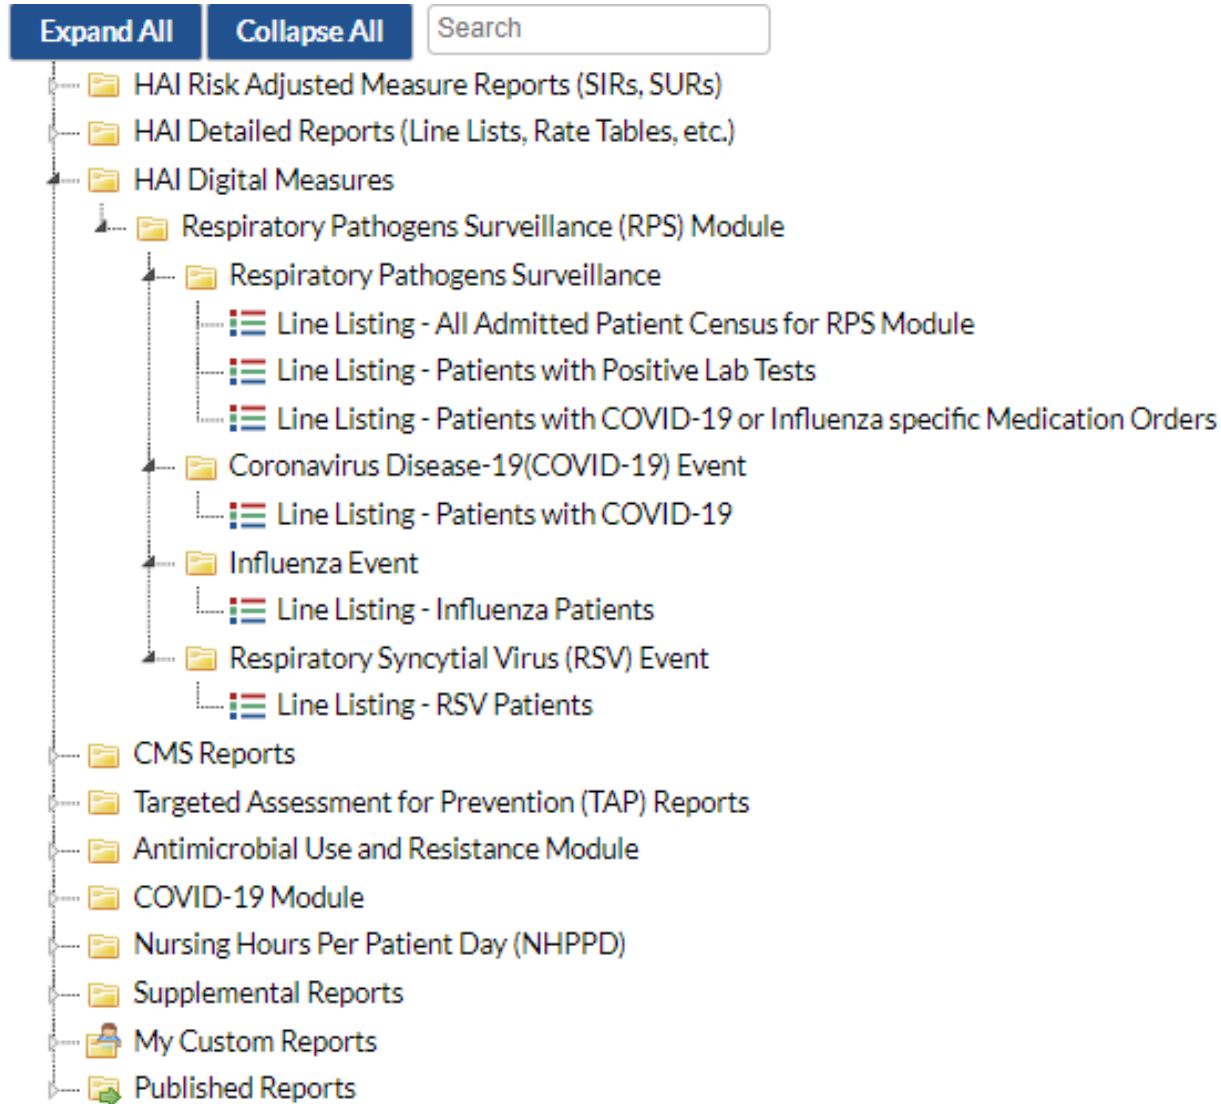 Expand All Collapse All Search
HAI Risk Adjusted Measure Reports (SIRs, SURs)
HAI Detailed Reports (Line Lists, Rate Tables, etc.)
HAI Digital Measures
Respiratory Pathogens Surveillance (RPS) Module
Respiratory Pathogens Surveillance
Line Listing - All Admitted Patient Census for RPS Module
Line Listing - Patients with Positive Lab Tests
Line Listing - Patients with COVID-19 or Influenza specific Medication Orders
Coronavirus Disease-19(COVID-19) Event
Line Listing - Patients with COVID-19
Influenza Event
Line Listing - Influenza Patients
Respiratory Syncytial Virus (RSV) Event
Line Listing - RSV Patients
CMS Reports
Targeted Assessment for Prevention (TAP) Reports
Antimicrobial Use and Resistance Module
COVID-19 Module
Nursing Hours Per Patient Day (NHPPD)
Supplemental Reports
My Custom Reports
Published Reports